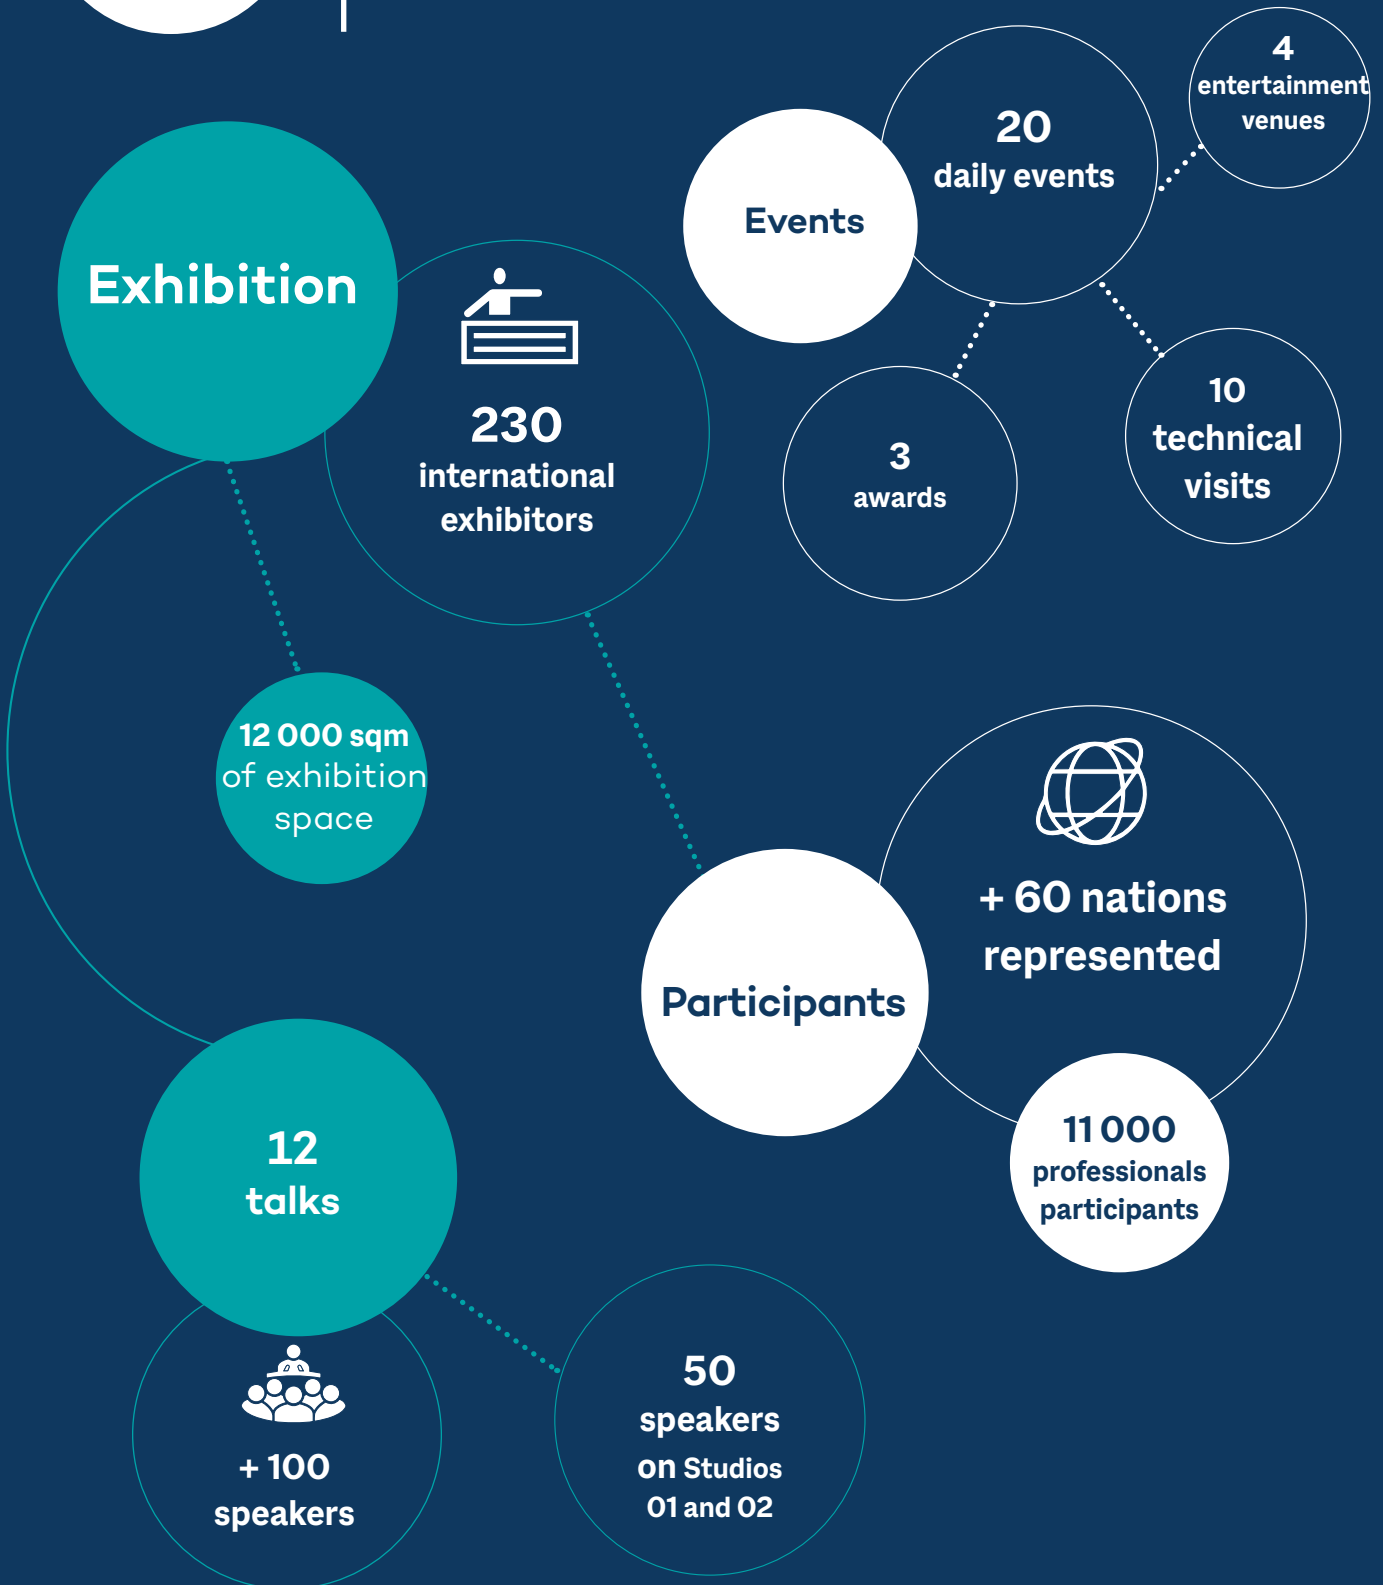 Exhibition
230
international
exhibitors
12 000 sqm
of exhibition
space
Events
20
daily events
4
entertainment
venues
3
awards
10
technical
visits
Participants
+ 60 nations
represented
11 000
professionals
participants
12
talks
+ 100
speakers
50
speakers
on Studios
01 and 02